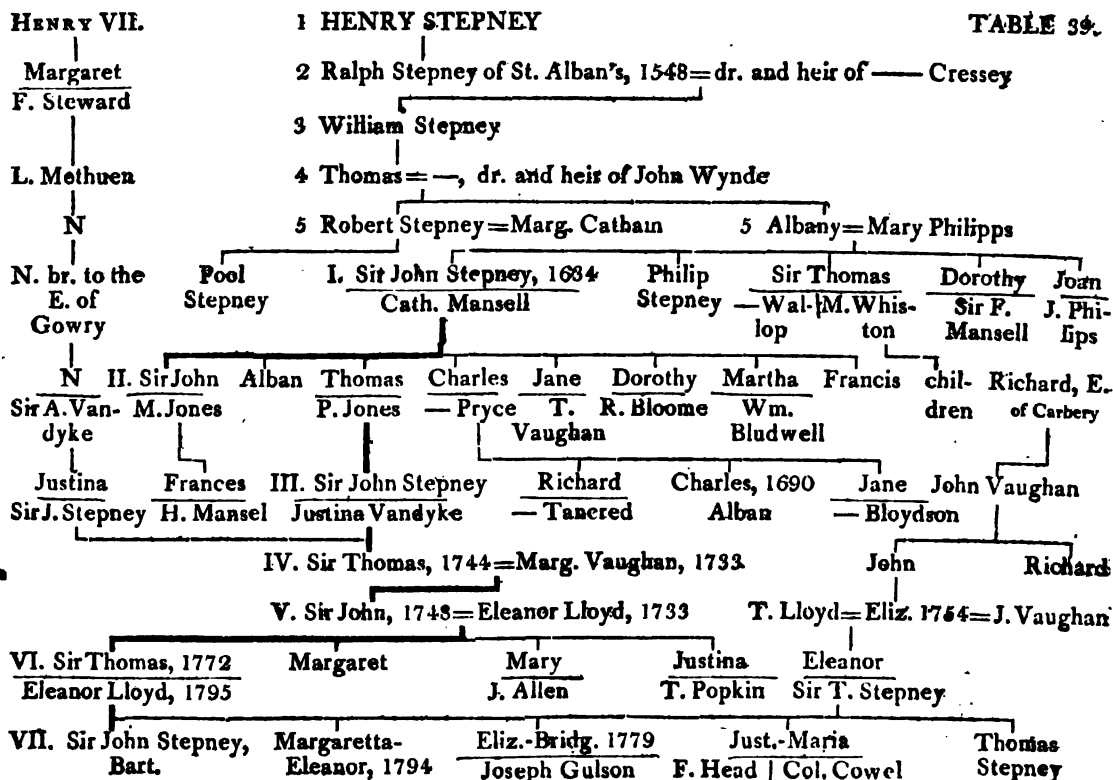 HENRY VII. 1 HENRY STEPNEY TABLE 39.
Margaret 2 Ralph Stepney of St. Alban's, 1548=dr. and heir of — Cressey
F. Steward
3 William Stepney
L. Methuen 4 Thomas=—, dr. and heir of John Wynde
N 5 Robert Stepney=Marg. Catham 5 Albany=Mary Philipps
N. br. to the Pool I. Sir John Stepney, 1634 Philip Sir Thomas Dorothy Joan
E. of Stepney Cath. Mansell Stepney —Wal-|M. Whis- Sir F. J. Phi-
Gowry lop ton Mansell lips
N II. Sir John Alban Thomas Charles Jane Dorothy Martha Francis chil- Richard, E.
Sir A. Van- M. Jones P. Jones — Pryce T. R. Bloome Wm. dren of Carbery
dyke Vaughan Bludwell
Justina Frances III. Sir John Stepney Richard Charles, 1690 Jane John Vaughan
Sir J. Stepney H. Mansel Justina Vandyke — Tancred Alban — Bloydson
IV. Sir Thomas, 1744=Marg. Vaughan, 1733. John Richard
V. Sir John, 1748=Eleanor Lloyd, 1733 T. Lloyd=Eliz. 1754=J. Vaughan
VI. Sir Thomas, 1772 Margaret Mary Justina Eleanor
Eleanor Lloyd, 1795 J. Allen T. Popkin Sir T. Stepney
VII. Sir John Stepney, Margaretta- Eliz.-Bridg. 1779 Just.-Maria Thomas
Bart. Eleanor, 1794 Joseph Gulson F. Head | Col. Cowel Stepney